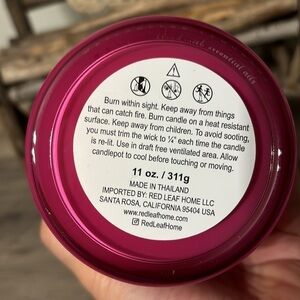 with essential oils
Burn within sight. Keep away from things
that can catch fire. Burn candle on a heat resistant
surface. Keep away from children. To avoid sooting,
you must trim the wick to ¼" each time the candle
is re-lit. Use in draft free ventilated area. Allow
candlepot to cool before touching or moving.
11 oz. / 311g
MADE IN THAILAND
IMPORTED BY: RED LEAF HOME LLC
SANTA ROSA, CALIFORNIA 95404 USA
www.redleafhome.com
RedLeafHome